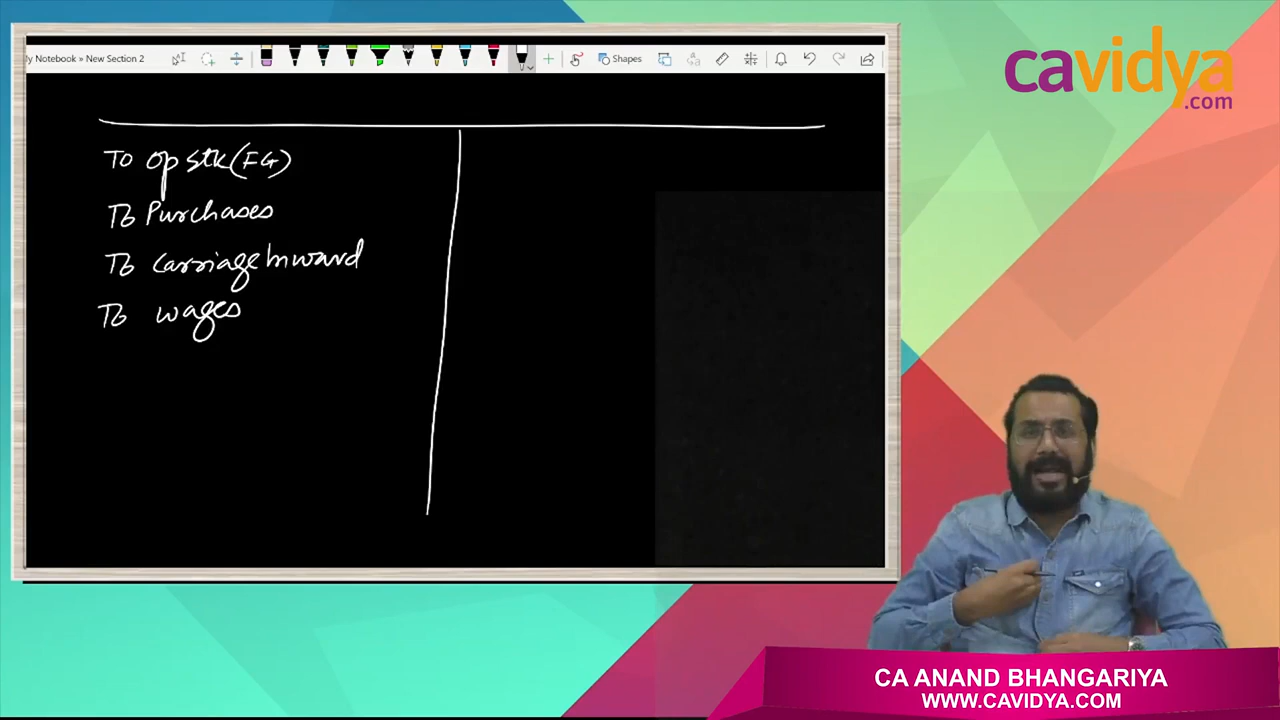 y Notebook » New Section 2
Shapes
cavidya
.com
To op stk (FG)
To Purchases
To Carriage Inward
To wages
CA ANAND BHANGARIYA
WWW.CAVIDYA.COM